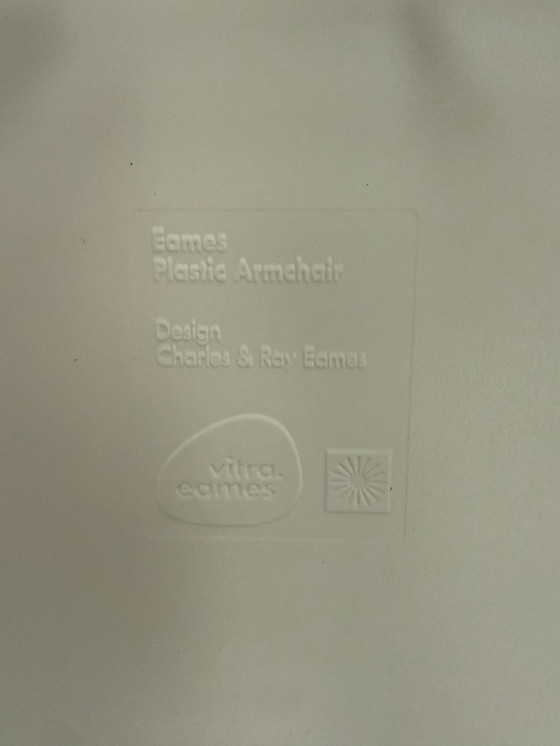 Eames
Plastic Armchair
Design
Charles & Ray Eames
vitra.
eames